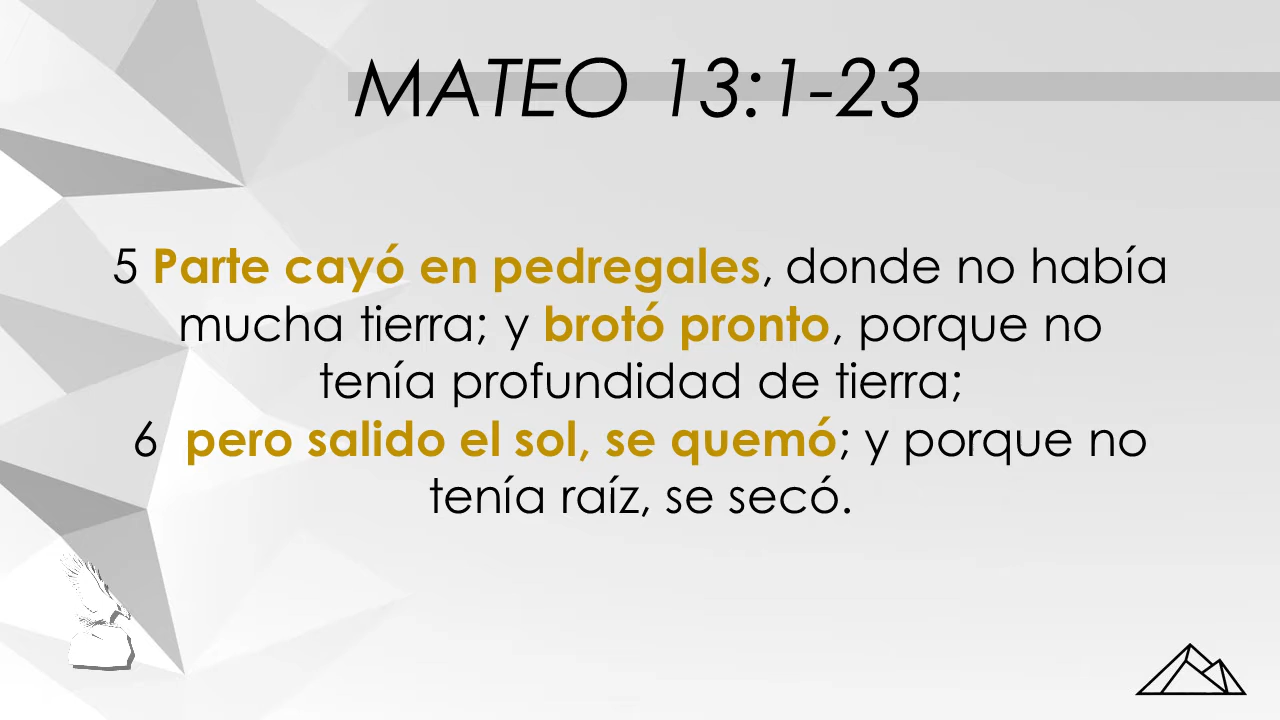 MATEO 13:1-23
5 Parte cayó en pedregales, donde no había
mucha tierra; y brotó pronto, porque no
tenía profundidad de tierra;
6 pero salido el sol, se quemó; y porque no
tenía raíz, se secó.